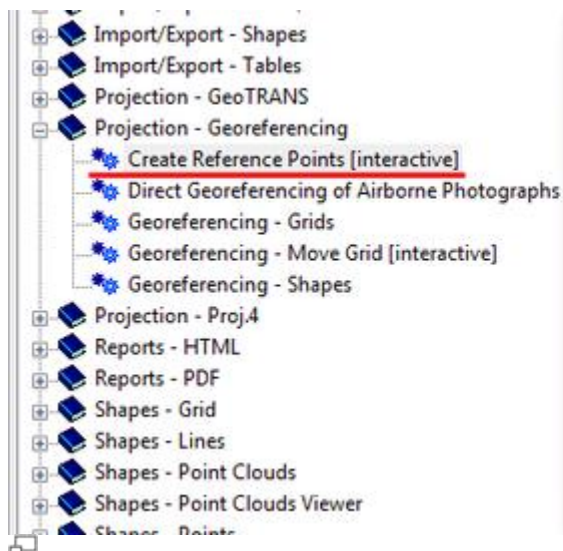 Import/Export - Shapes
Import/Export - Tables
Projection - GeoTRANS
Projection - Georeferencing
Create Reference Points [interactive]
Direct Georeferencing of Airborne Photographs
Georeferencing - Grids
Georeferencing - Move Grid [interactive]
Georeferencing - Shapes
Projection - Proj.4
Reports - HTML
Reports - PDF
Shapes - Grid
Shapes - Lines
Shapes - Point Clouds
Shapes - Point Clouds Viewer
Shapes - Points